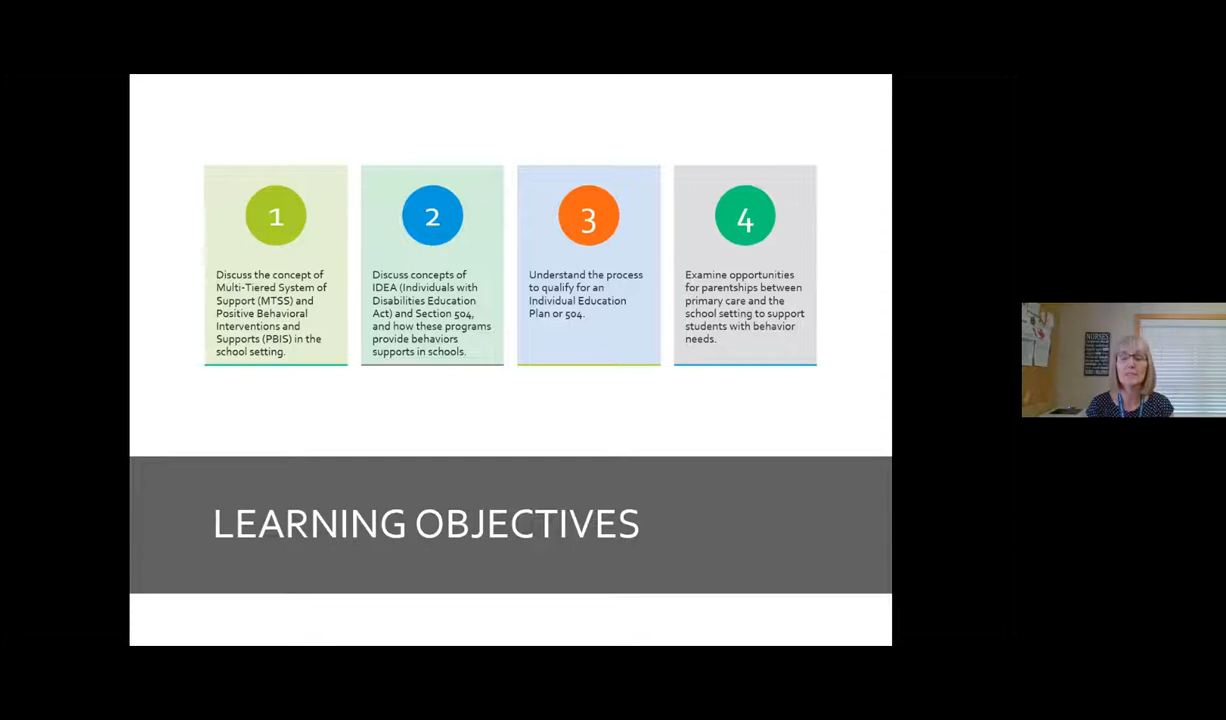 1
Discuss the concept of
Multi-Tiered System of
Support (MTSS) and
Positive Behavioral
Interventions and
Supports (PBIS) in the
school setting.
2
Discuss concepts of
IDEA (Individuals with
Disabilities Education
Act) and Section 504,
and how these programs
provide behaviors
supports in schools.
3
Understand the process
to qualify for an
Individual Education
Plan or 504.
4
Examine opportunities
for parentships between
primary care and the
school setting to support
students with behavior
needs.
LEARNING OBJECTIVES
NURSES